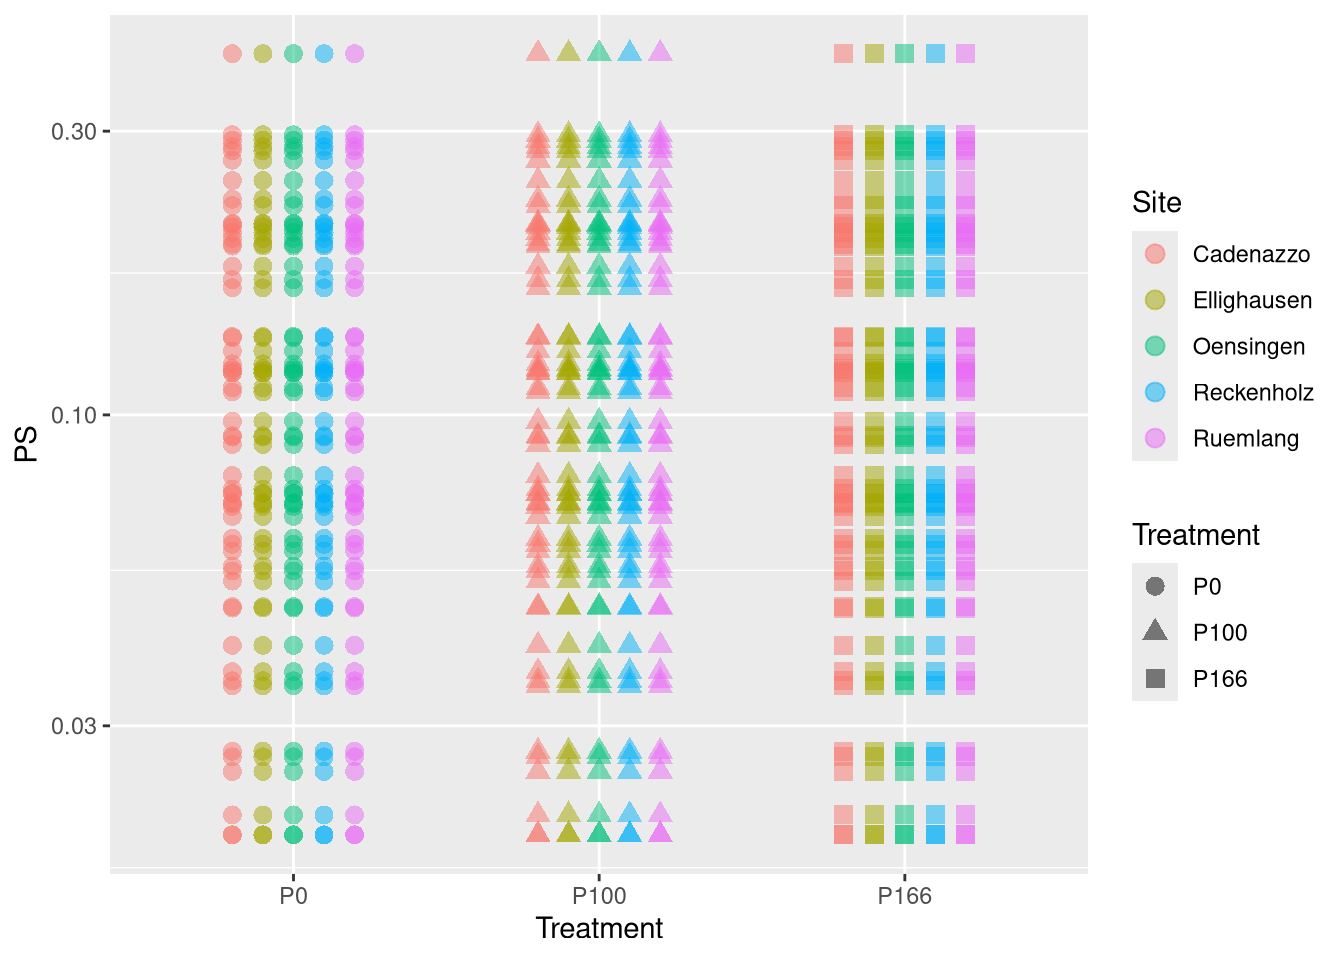 0.30
0.10
0.03
PS
P0
P100
P166
Treatment
Site
Cadenazzo
Ellighausen
Oensingen
Reckenholz
Ruemlang
Treatment
P0
P100
P166